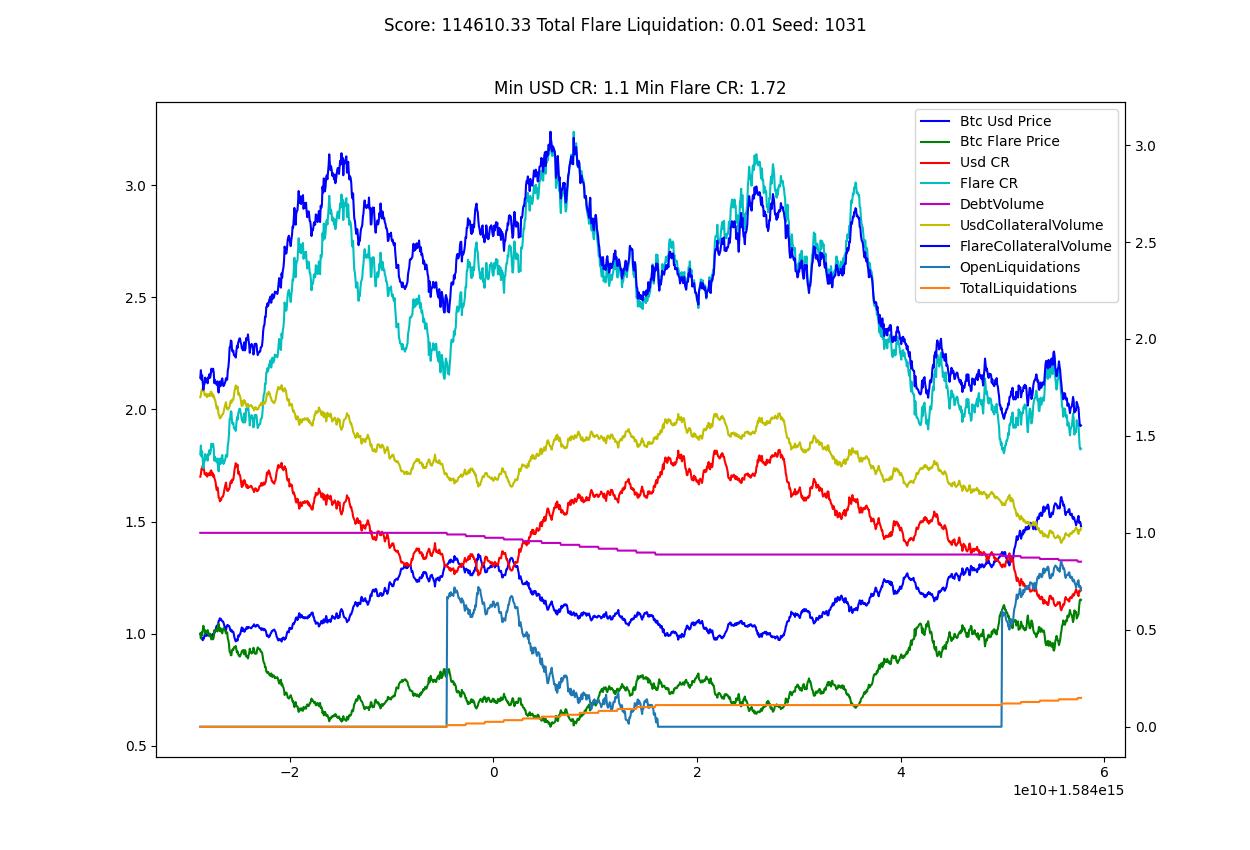 Score: 114610.33 Total Flare Liquidation: 0.01 Seed: 1031
Min USD CR: 1.1 Min Flare CR: 1.72
Btc Usd Price
Btc Flare Price
Usd CR
Flare CR
DebtVolume
UsdCollateralVolume
FlareCollateralVolume
OpenLiquidations
TotalLiquidations
3.0
2.5
2.0
1.5
1.0
0.5
3.0
2.5
2.0
1.5
1.0
0.5
0.0
−2 0 2 4 6
1e10+1.584e15